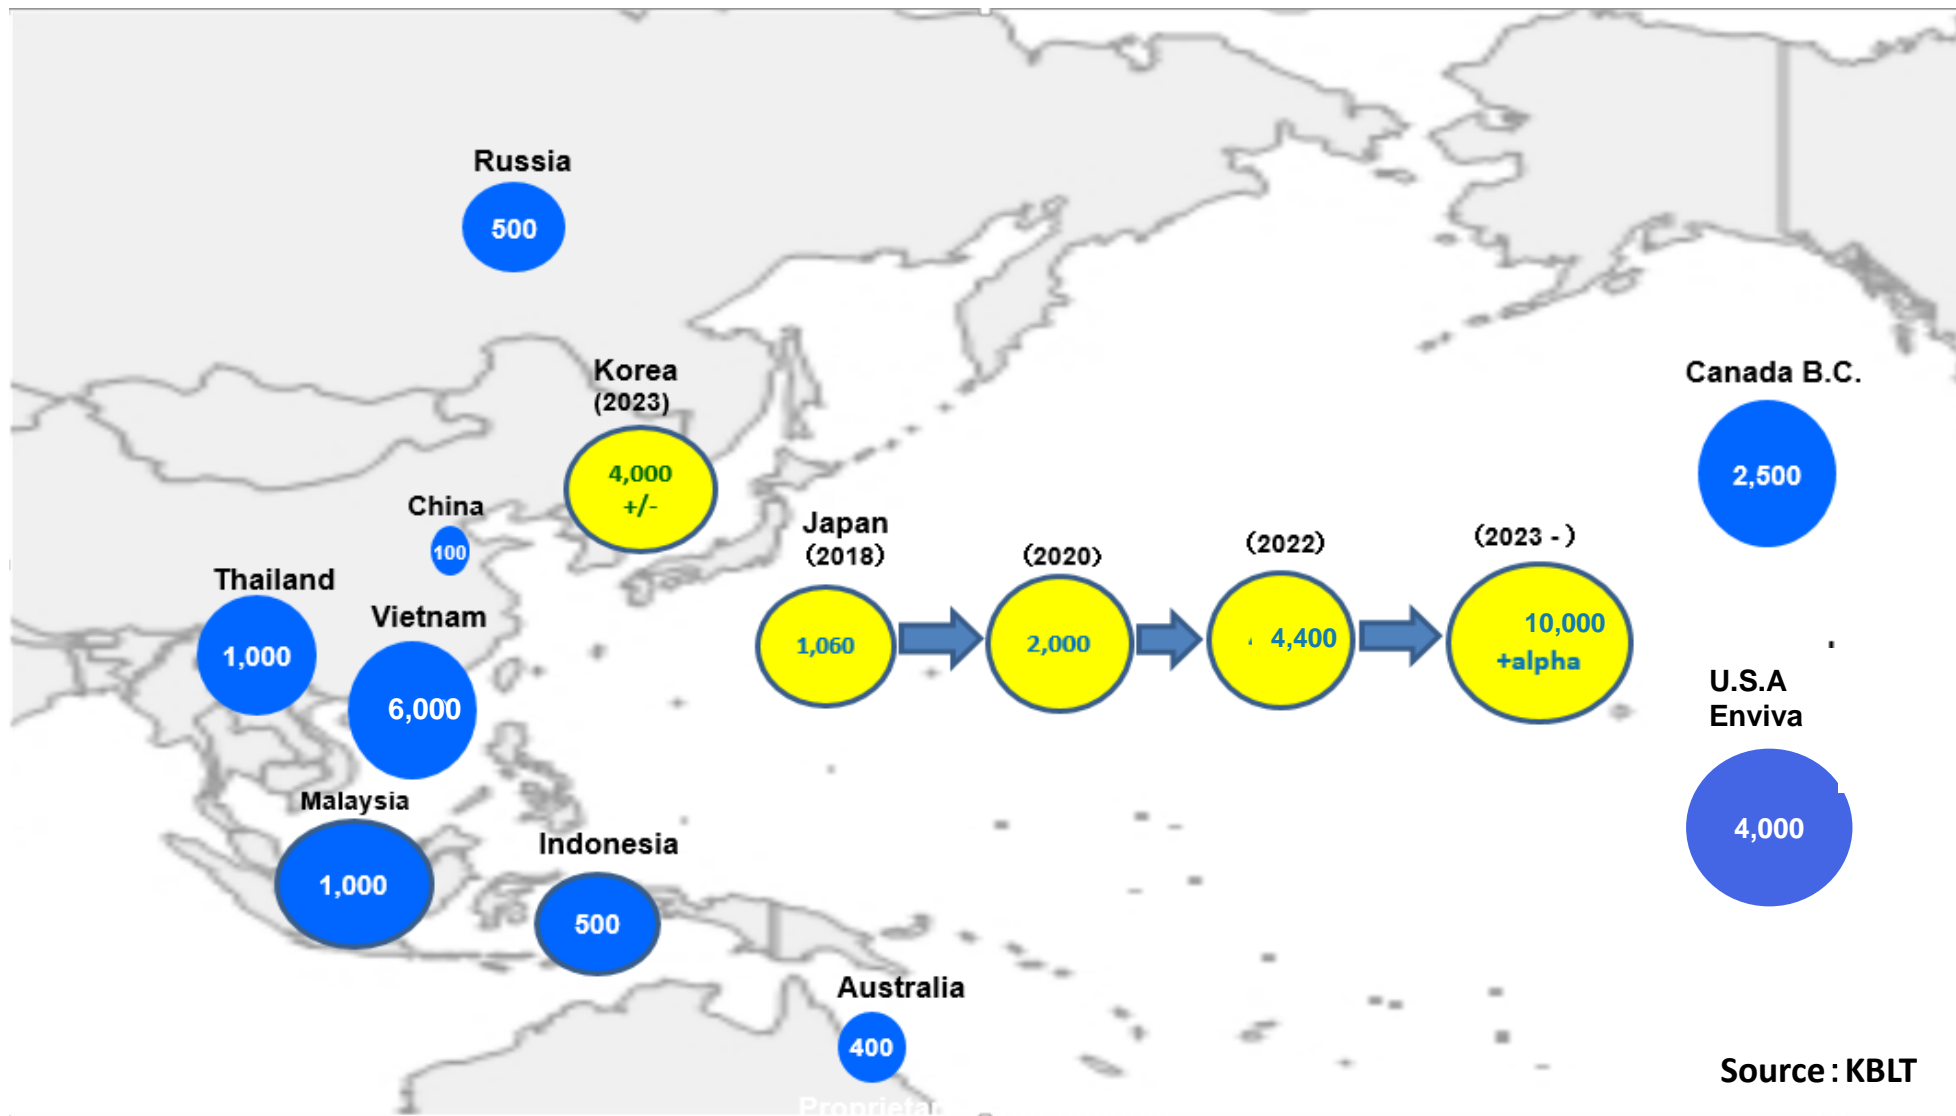 Russia
500
Korea
(2023)
4,000
+/-
China
100
Thailand
1,000
Vietnam
6,000
Malaysia
1,000
Indonesia
500
Australia
400
Japan
(2018)
1,060
(2020)
2,000
(2022)
4,400
(2023 - )
10,000
+alpha
Canada B.C.
2,500
U.S.A
Enviva
4,000
Source : KBLT